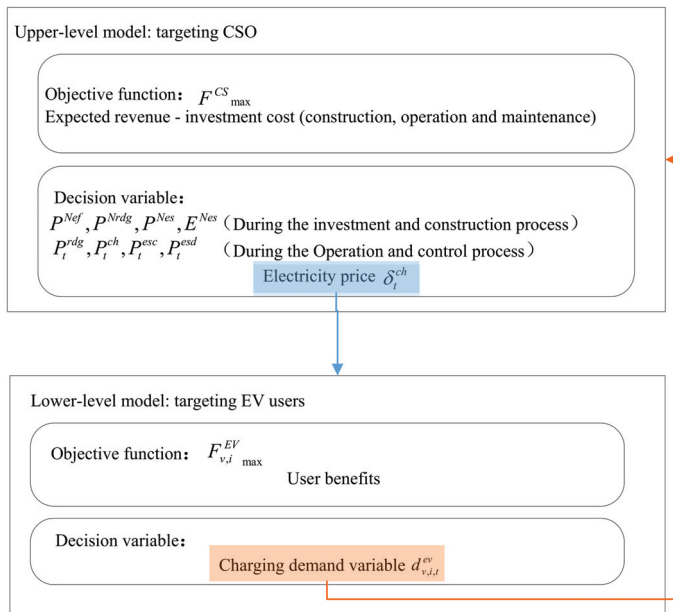 Upper-level model: targeting CSO
Objective function： F^{CS}_{max}
Expected revenue - investment cost (construction, operation and maintenance)
Decision variable：
P^{Nef}, P^{Nrdg}, P^{Nes}, E^{Nes}（During the investment and construction process）
P_t^{rdg}, P_t^{ch}, P_t^{esc}, P_t^{esd}（During the Operation and control process）
Electricity price δ_t^{ch}
Lower-level model: targeting EV users
Objective function： F_{v,i}^{EV}_{max}
User benefits
Decision variable：
Charging demand variable d_{v,i,t}^{ev}